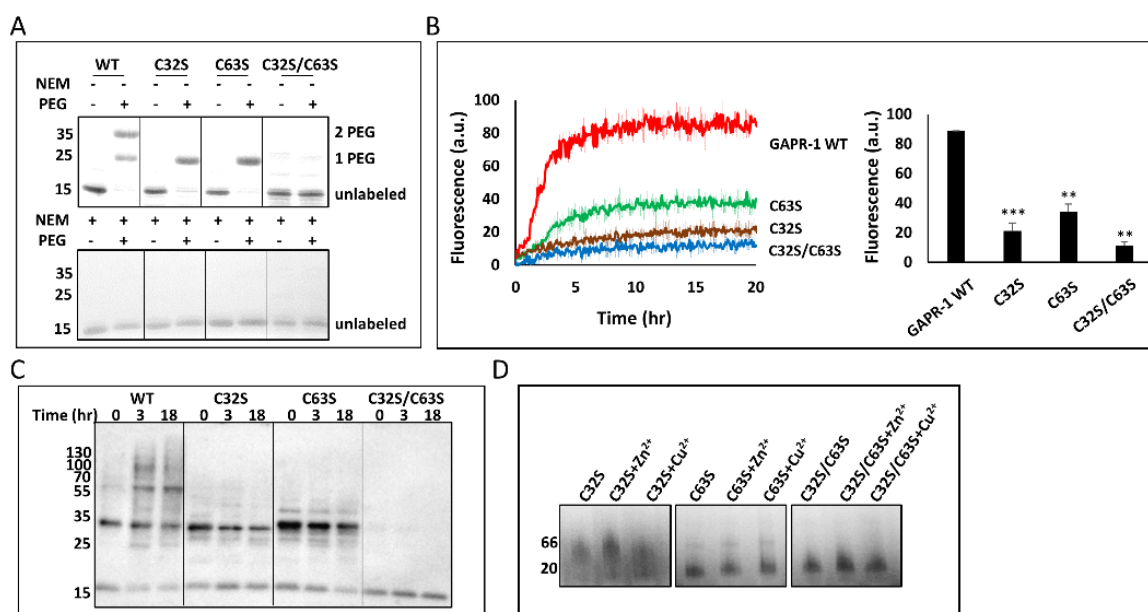 A
WT C32S C63S C32S/C63S
NEM - - - - - - - -
PEG - + - + - + - +
35 2 PEG
25 1 PEG
15 unlabeled
NEM + + + + + + + +
PEG - + - + - + - +
35
25
15 unlabeled
B
Fluorescence (a.u.)
100
80
60
40
20
0
0 5 10 15 20
Time (hr)
GAPR-1 WT
C63S
C32S
C32S/C63S
Fluorescence (a.u.)
100
80
60
40
20
0
*** ** **
GAPR-1 WT C32S C63S C32S/C63S
C
WT C32S C63S C32S/C63S
Time (hr) 0 3 18 0 3 18 0 3 18 0 3 18
130
100
70
55
35
25
15
D
C32S C32S+Zn²⁺ C32S+Cu²⁺ C63S C63S+Zn²⁺ C63S+Cu²⁺ C32S/C63S C32S/C63S+Zn²⁺ C32S/C63S+Cu²⁺
66
20